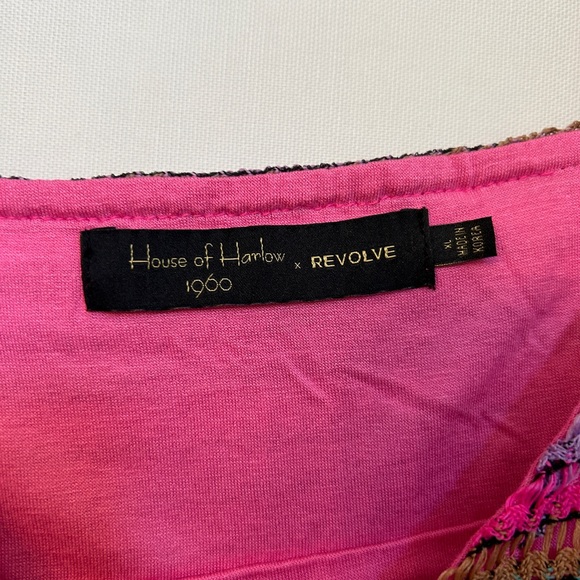 House of Harlow x REVOLVE
1960
XL
MADE IN
KOREA